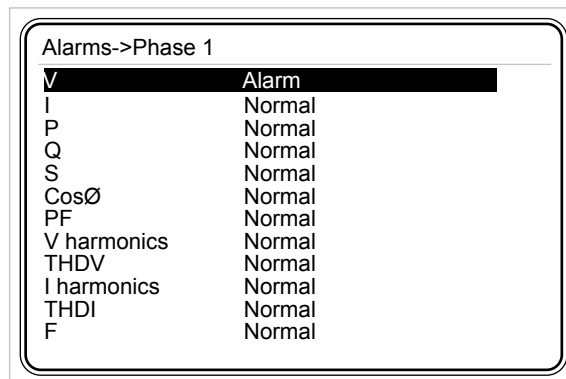 Alarms->Phase 1
V Alarm
I Normal
P Normal
Q Normal
S Normal
CosØ Normal
PF Normal
V harmonics Normal
THDV Normal
I harmonics Normal
THDI Normal
F Normal